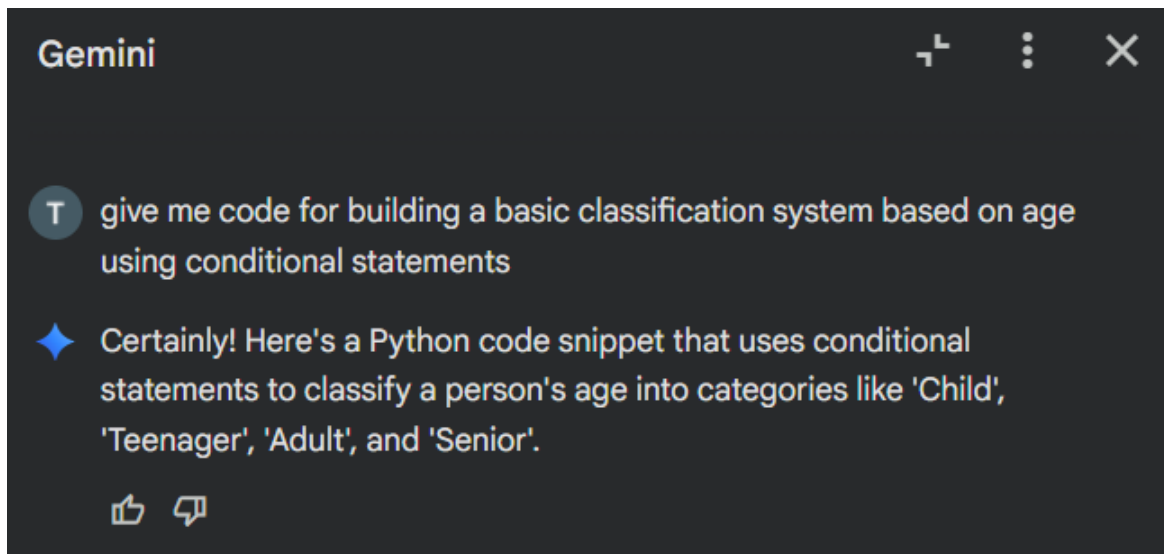 Gemini
T
give me code for building a basic classification system based on age
using conditional statements
Certainly! Here's a Python code snippet that uses conditional
statements to classify a person's age into categories like 'Child',
'Teenager', 'Adult', and 'Senior'.